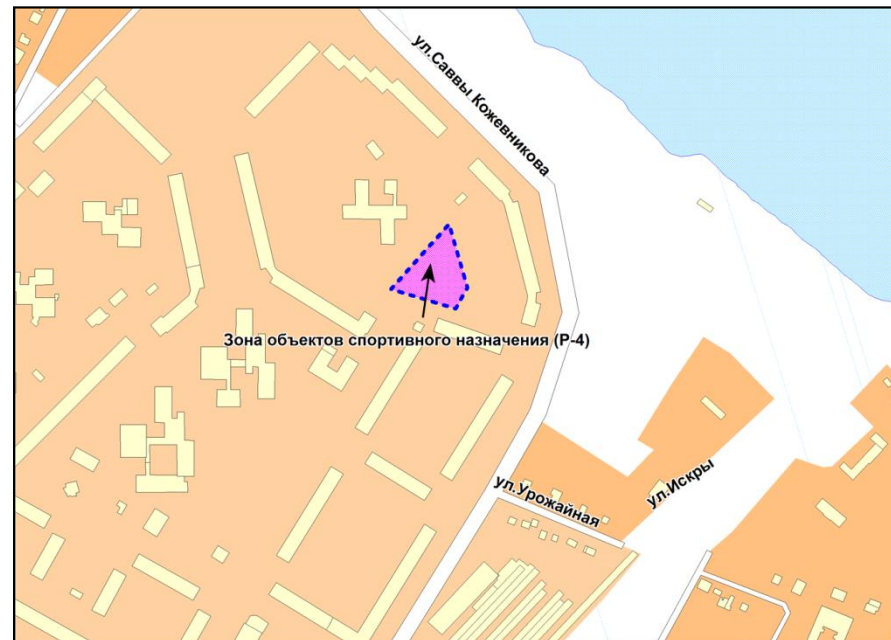 ул.Саввы Кожевникова
Зона объектов спортивного назначения (Р-4)
ул.Урожайная
ул.Искры